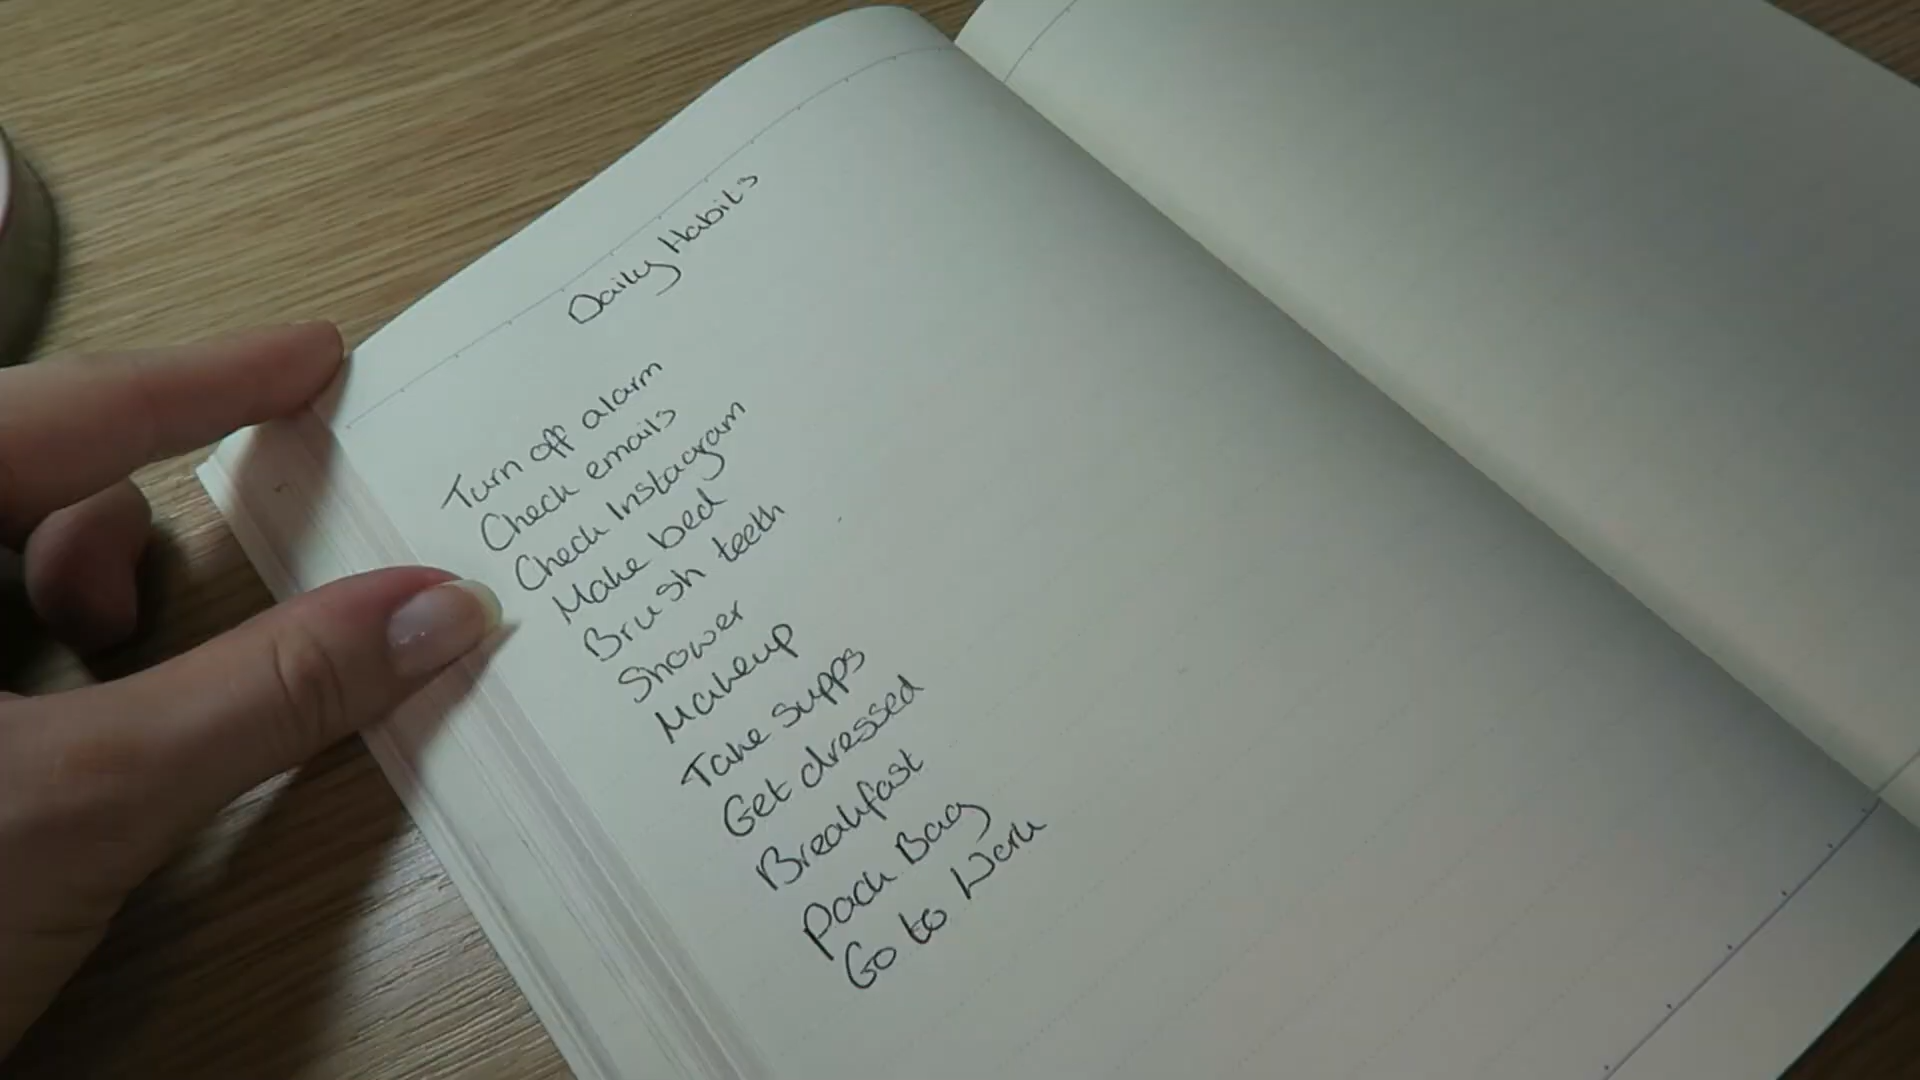 Daily Habits
Turn off alarm
Check emails
Check Instagram
Make bed
Brush teeth
Shower
Makeup
Take supps
Get dressed
Breakfast
Pack Bag
Go to Work